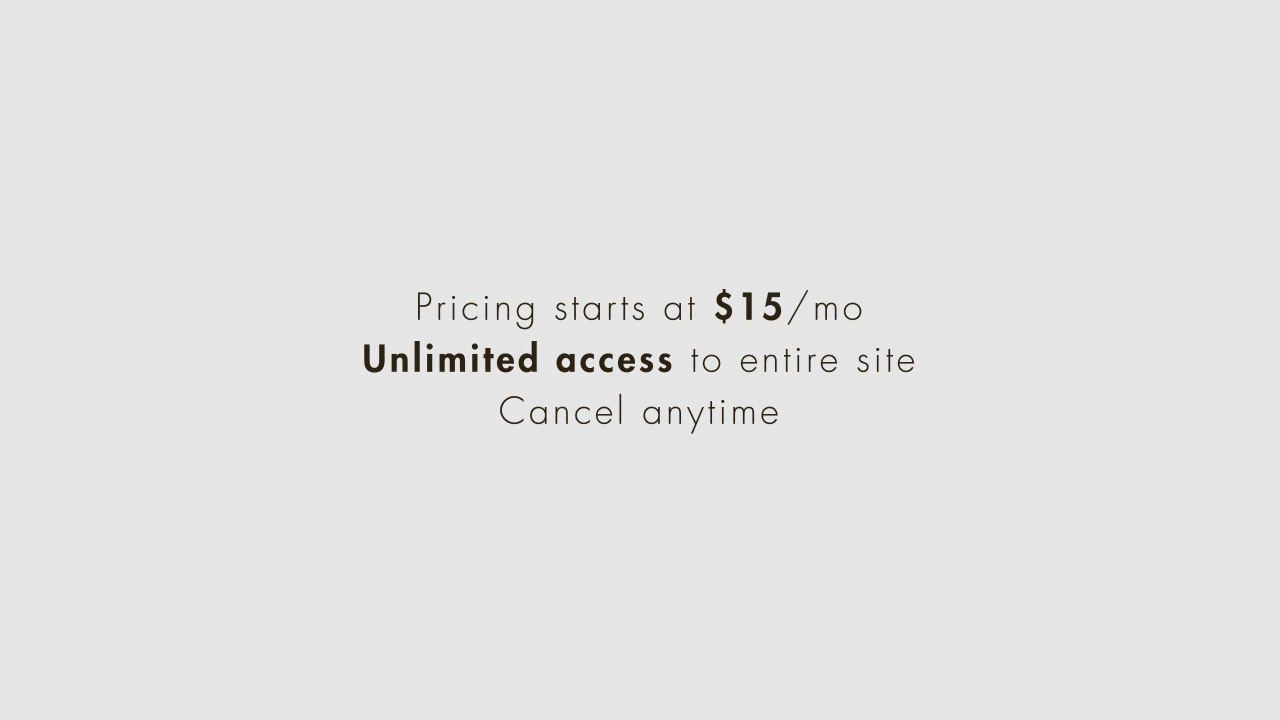 Pricing starts at $15/mo
Unlimited access to entire site
Cancel anytime